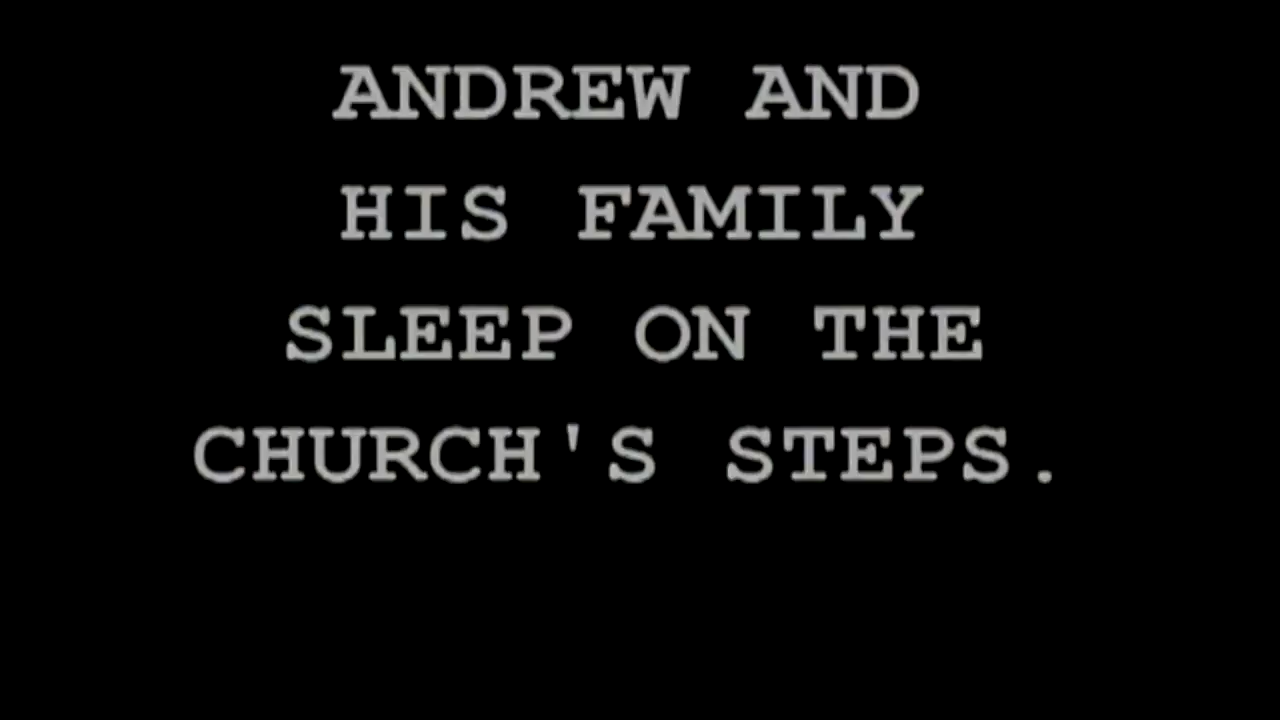 ANDREW AND
HIS FAMILY
SLEEP ON THE
CHURCH'S STEPS.